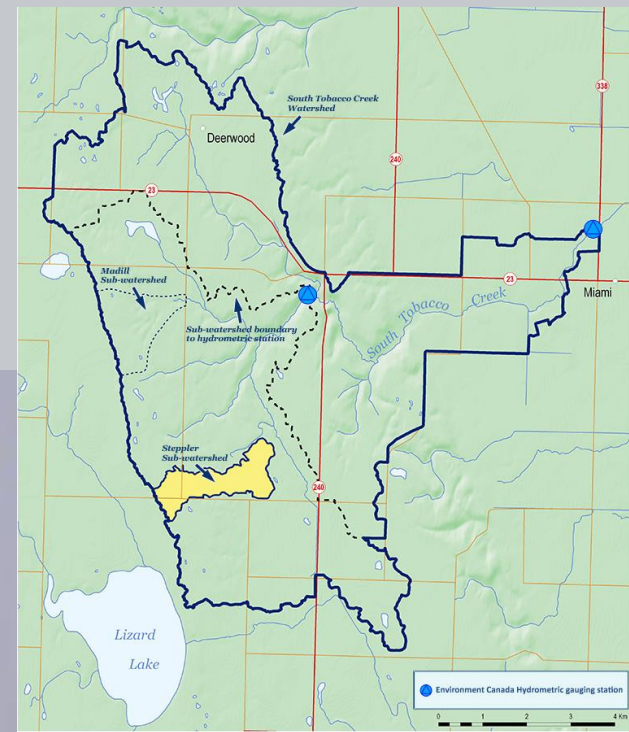 338
South Tobacco Creek
Watershed
Deerwood
240
23
Madill
Sub-watershed
23
Miami
South Tobacco Creek
Sub-watershed boundary
to hydrometric station
Steppler
Sub-watershed
240
Lizard
Lake
Environment Canada Hydrometric gauging station
0 1 2 3 4 Km